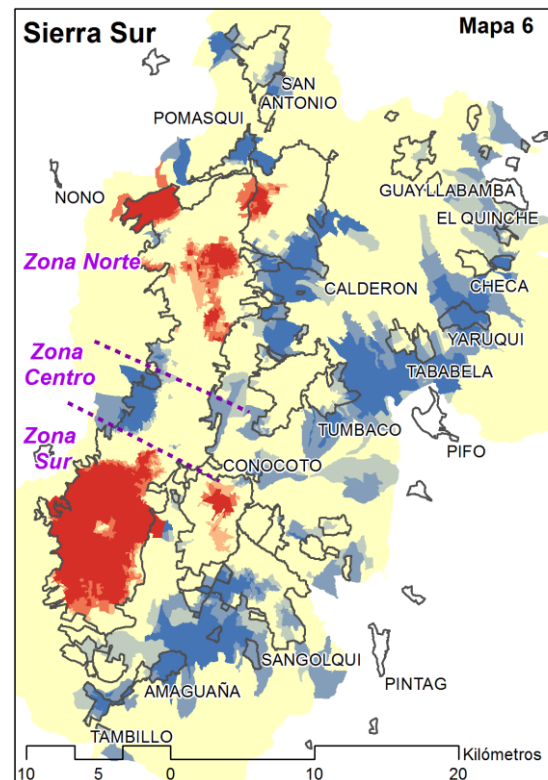 Sierra Sur
Mapa 6
SAN
ANTONIO
POMASQUI
NONO
GUAYLLABAMBA
EL QUINCHE
Zona Norte
CALDERON
CHECA
YARUQUI
Zona
Centro
TABABELA
TUMBACO
PIFO
Zona
Sur
CONOCOTO
SANGOLQUI
PINTAG
AMAGUAÑA
TAMBILLO
Kilómetros
10 5 0 10 20